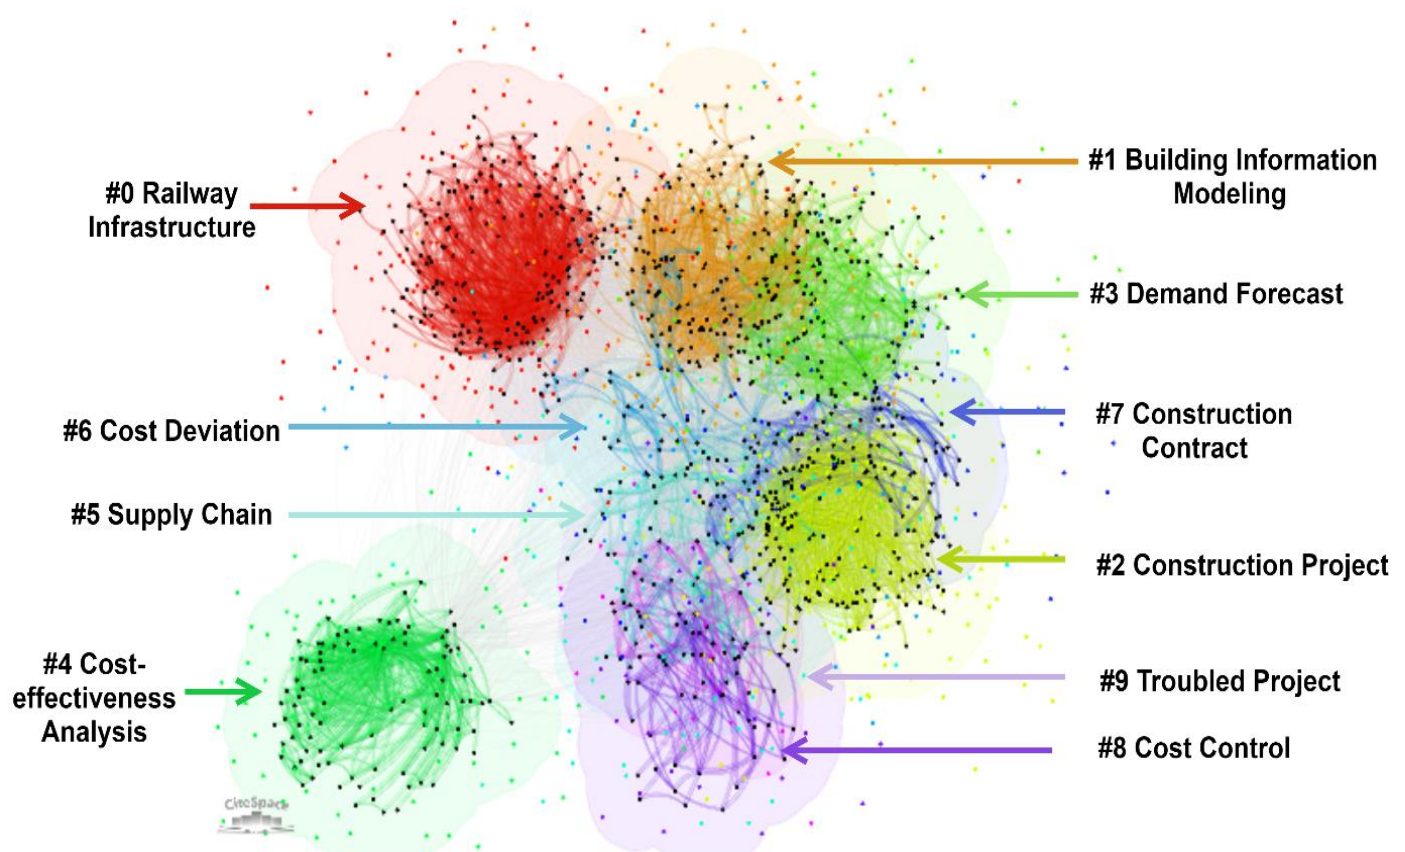 #0 Railway
Infrastructure
#1 Building Information
Modeling
#3 Demand Forecast
#6 Cost Deviation
#7 Construction
Contract
#5 Supply Chain
#2 Construction Project
#4 Cost-
effectiveness
Analysis
#9 Troubled Project
#8 Cost Control
CiteSpace